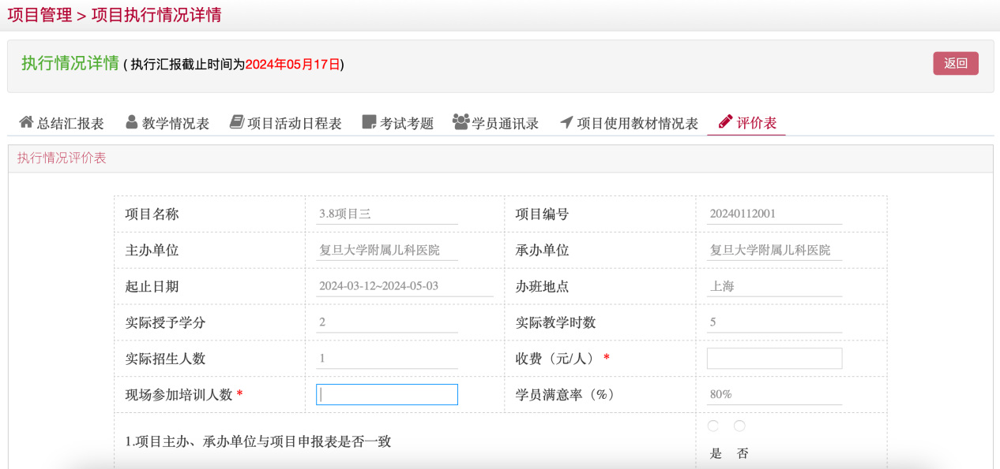 项目管理 > 项目执行情况详情
执行情况详情 ( 执行汇报截止时间为2024年05月17日)
返回
总结汇报表 教学情况表 项目活动日程表 考试考题 学员通讯录 项目使用教材情况表 评价表
执行情况评价表
项目名称 3.8项目三 项目编号 20240112001
主办单位 复旦大学附属儿科医院 承办单位 复旦大学附属儿科医院
起止日期 2024-03-12~2024-05-03 办班地点 上海
实际授予学分 2 实际教学时数 5
实际招生人数 1 收费（元/人） *
现场参加培训人数 * 学员满意率（%） 80%
1.项目主办、承办单位与项目申报表是否一致
是 否